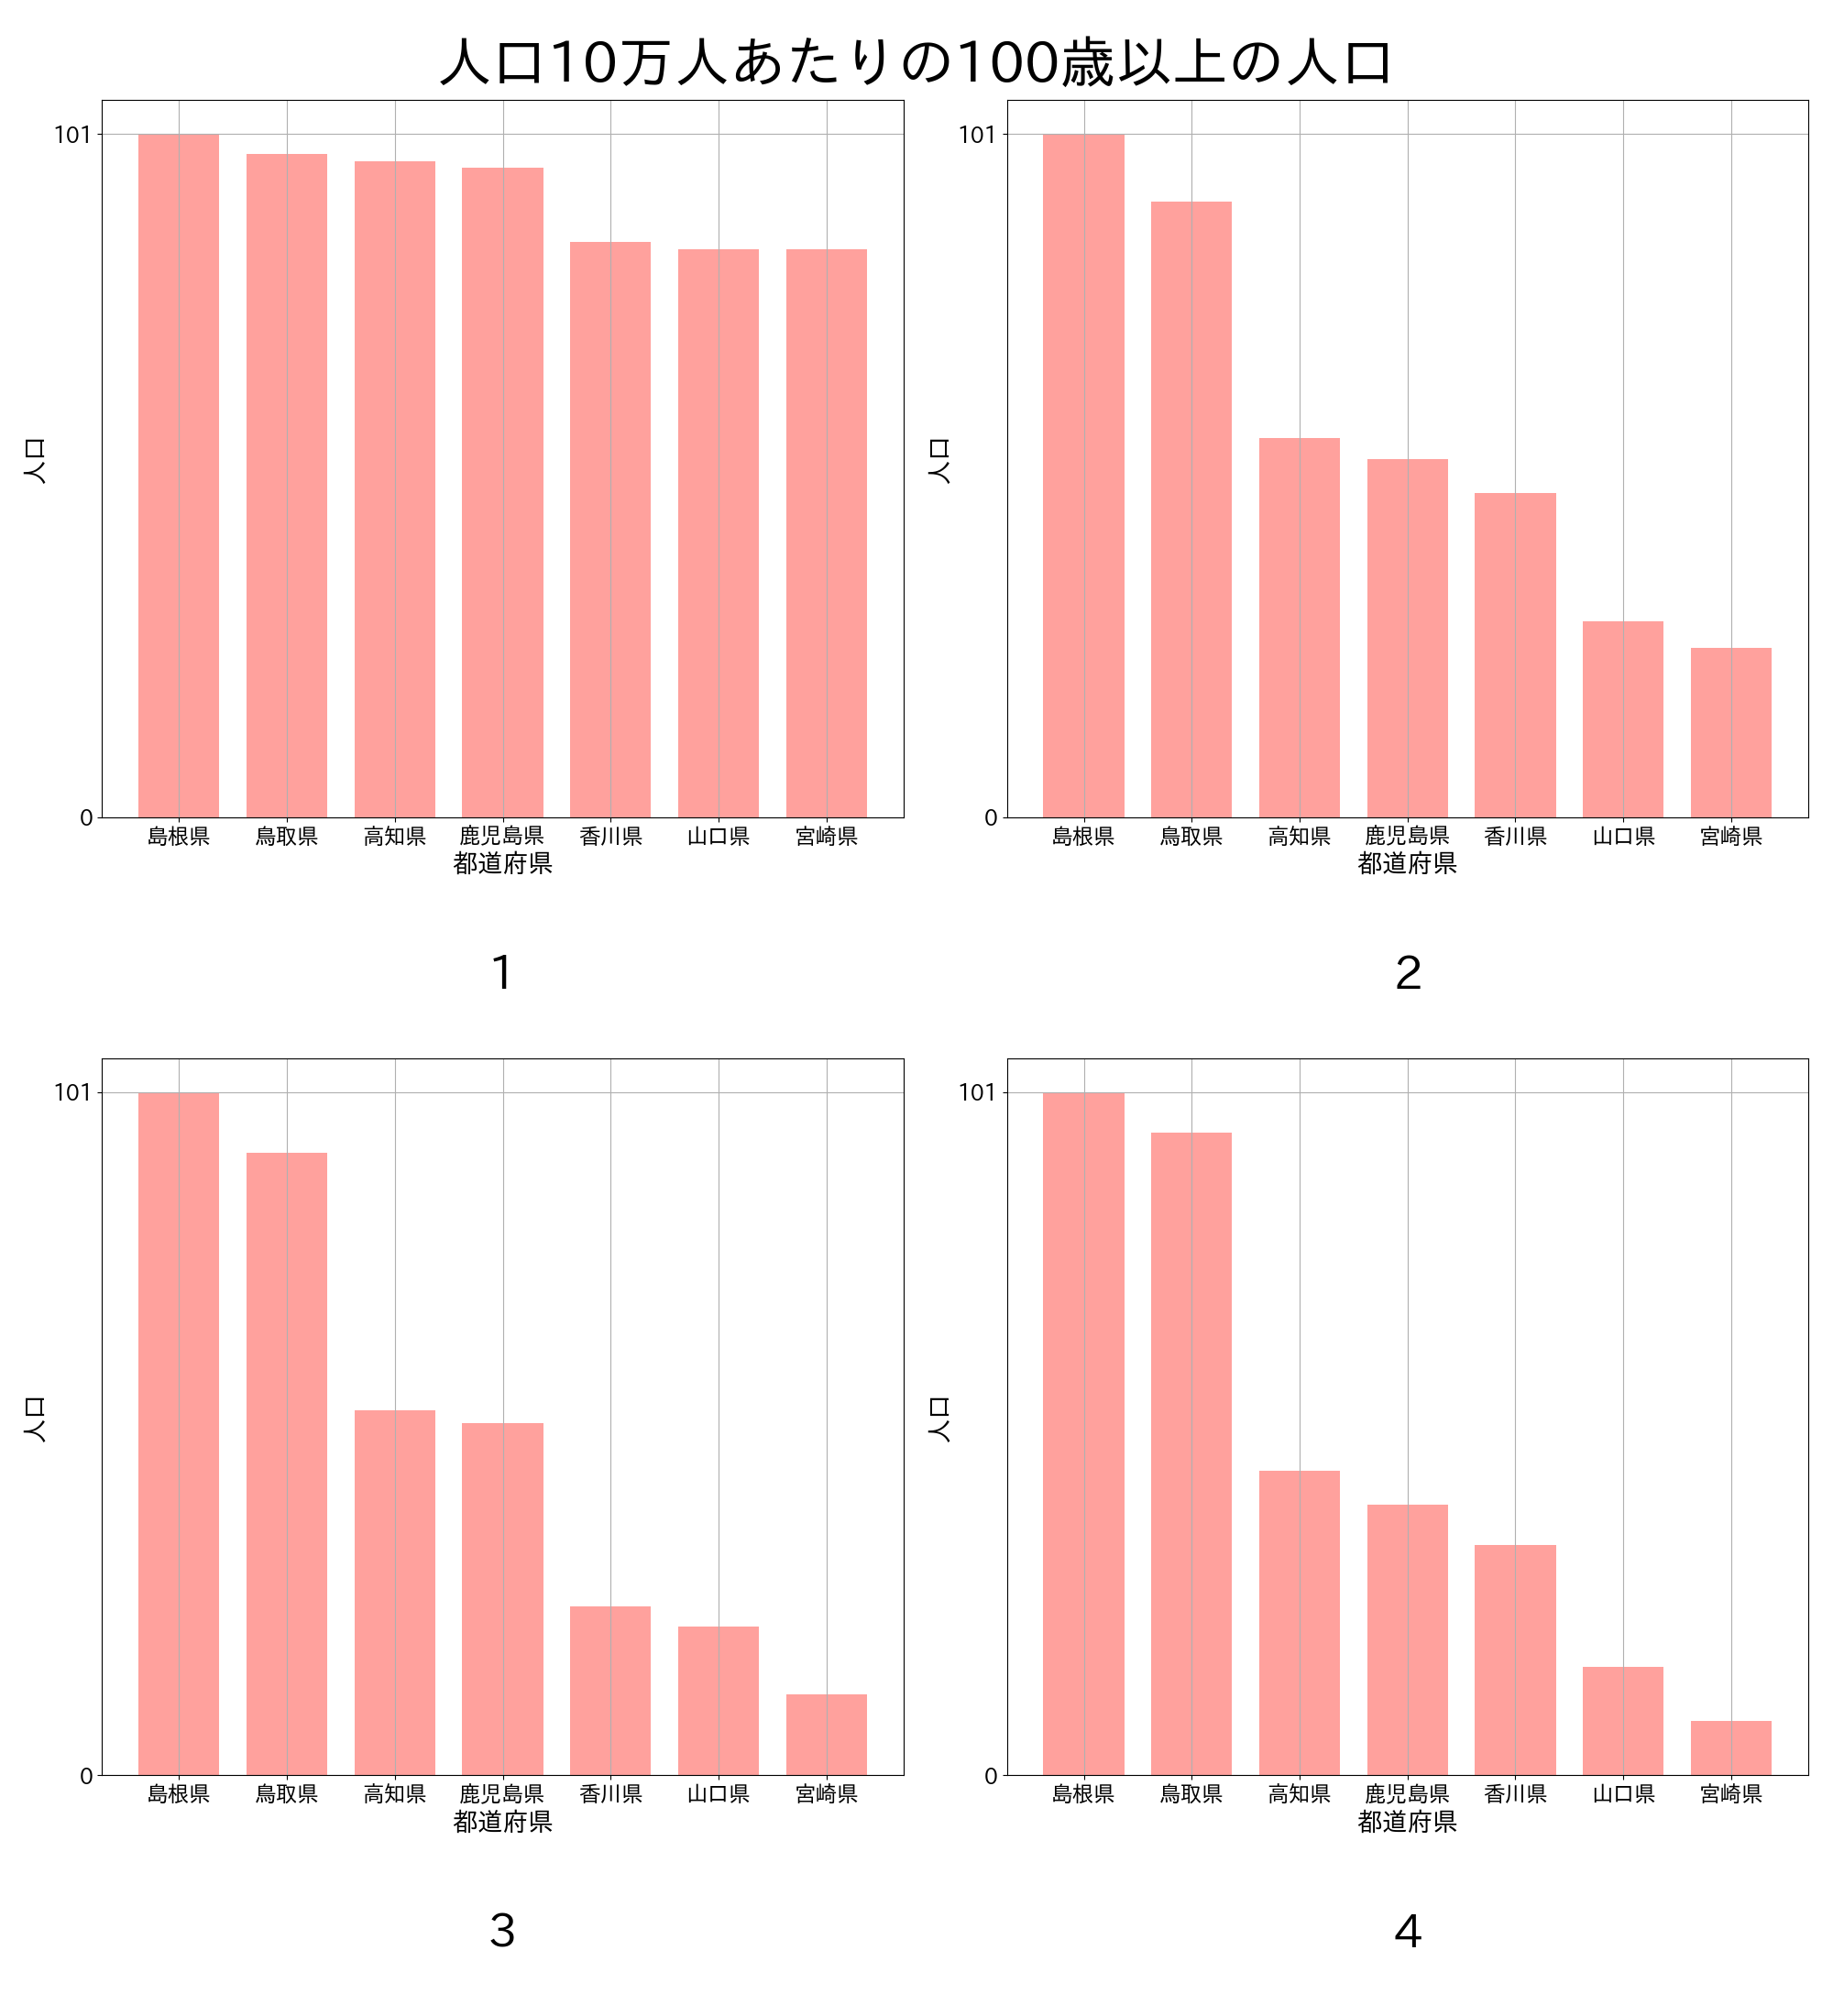 人口10万人あたりの100歳以上の人口
101
0
人口
島根県 鳥取県 高知県 鹿児島県 香川県 山口県 宮崎県
都道府県
1
101
0
人口
島根県 鳥取県 高知県 鹿児島県 香川県 山口県 宮崎県
都道府県
2
101
0
人口
島根県 鳥取県 高知県 鹿児島県 香川県 山口県 宮崎県
都道府県
3
101
0
人口
島根県 鳥取県 高知県 鹿児島県 香川県 山口県 宮崎県
都道府県
4